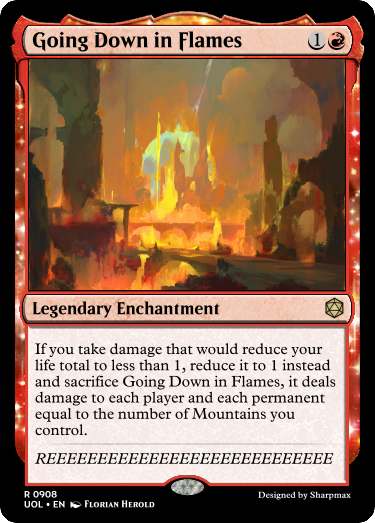 Going Down in Flames 1
Legendary Enchantment
If you take damage that would reduce your
life total to less than 1, reduce it to 1 instead
and sacrifice Going Down in Flames, it deals
damage to each player and each permanent
equal to the number of Mountains you
control.
REEEEEEEEEEEEEEEEEEEEEEEEEEEE
R 0908
UOL • EN Florian Herold
Designed by Sharpmax